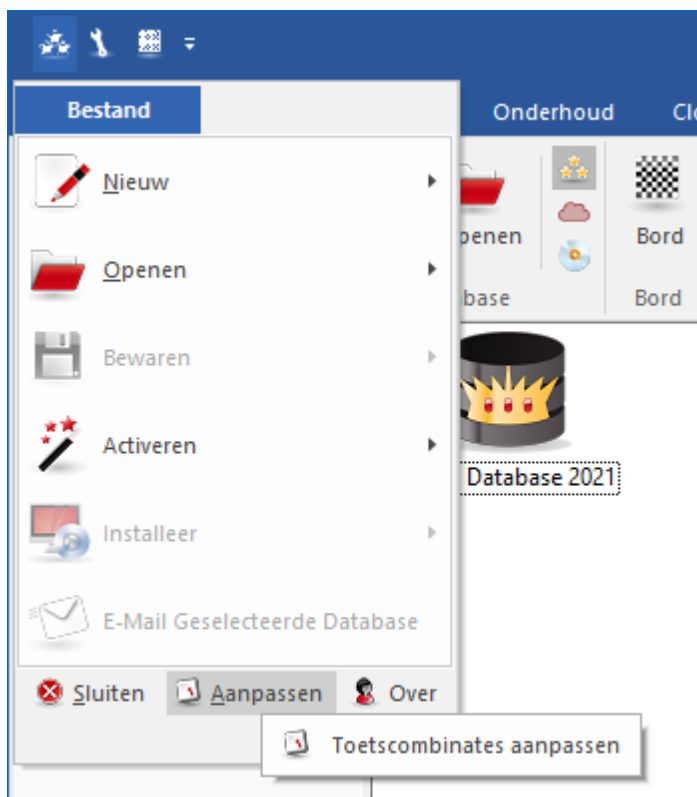 Bestand
Onderhoud
Nieuw
Openen
penen
Bord
base
Bord
Bewaren
Activeren
Database 2021
Installeer
E-Mail Geselecteerde Database
Sluiten
Aanpassen
Over
Toetscombinates aanpassen